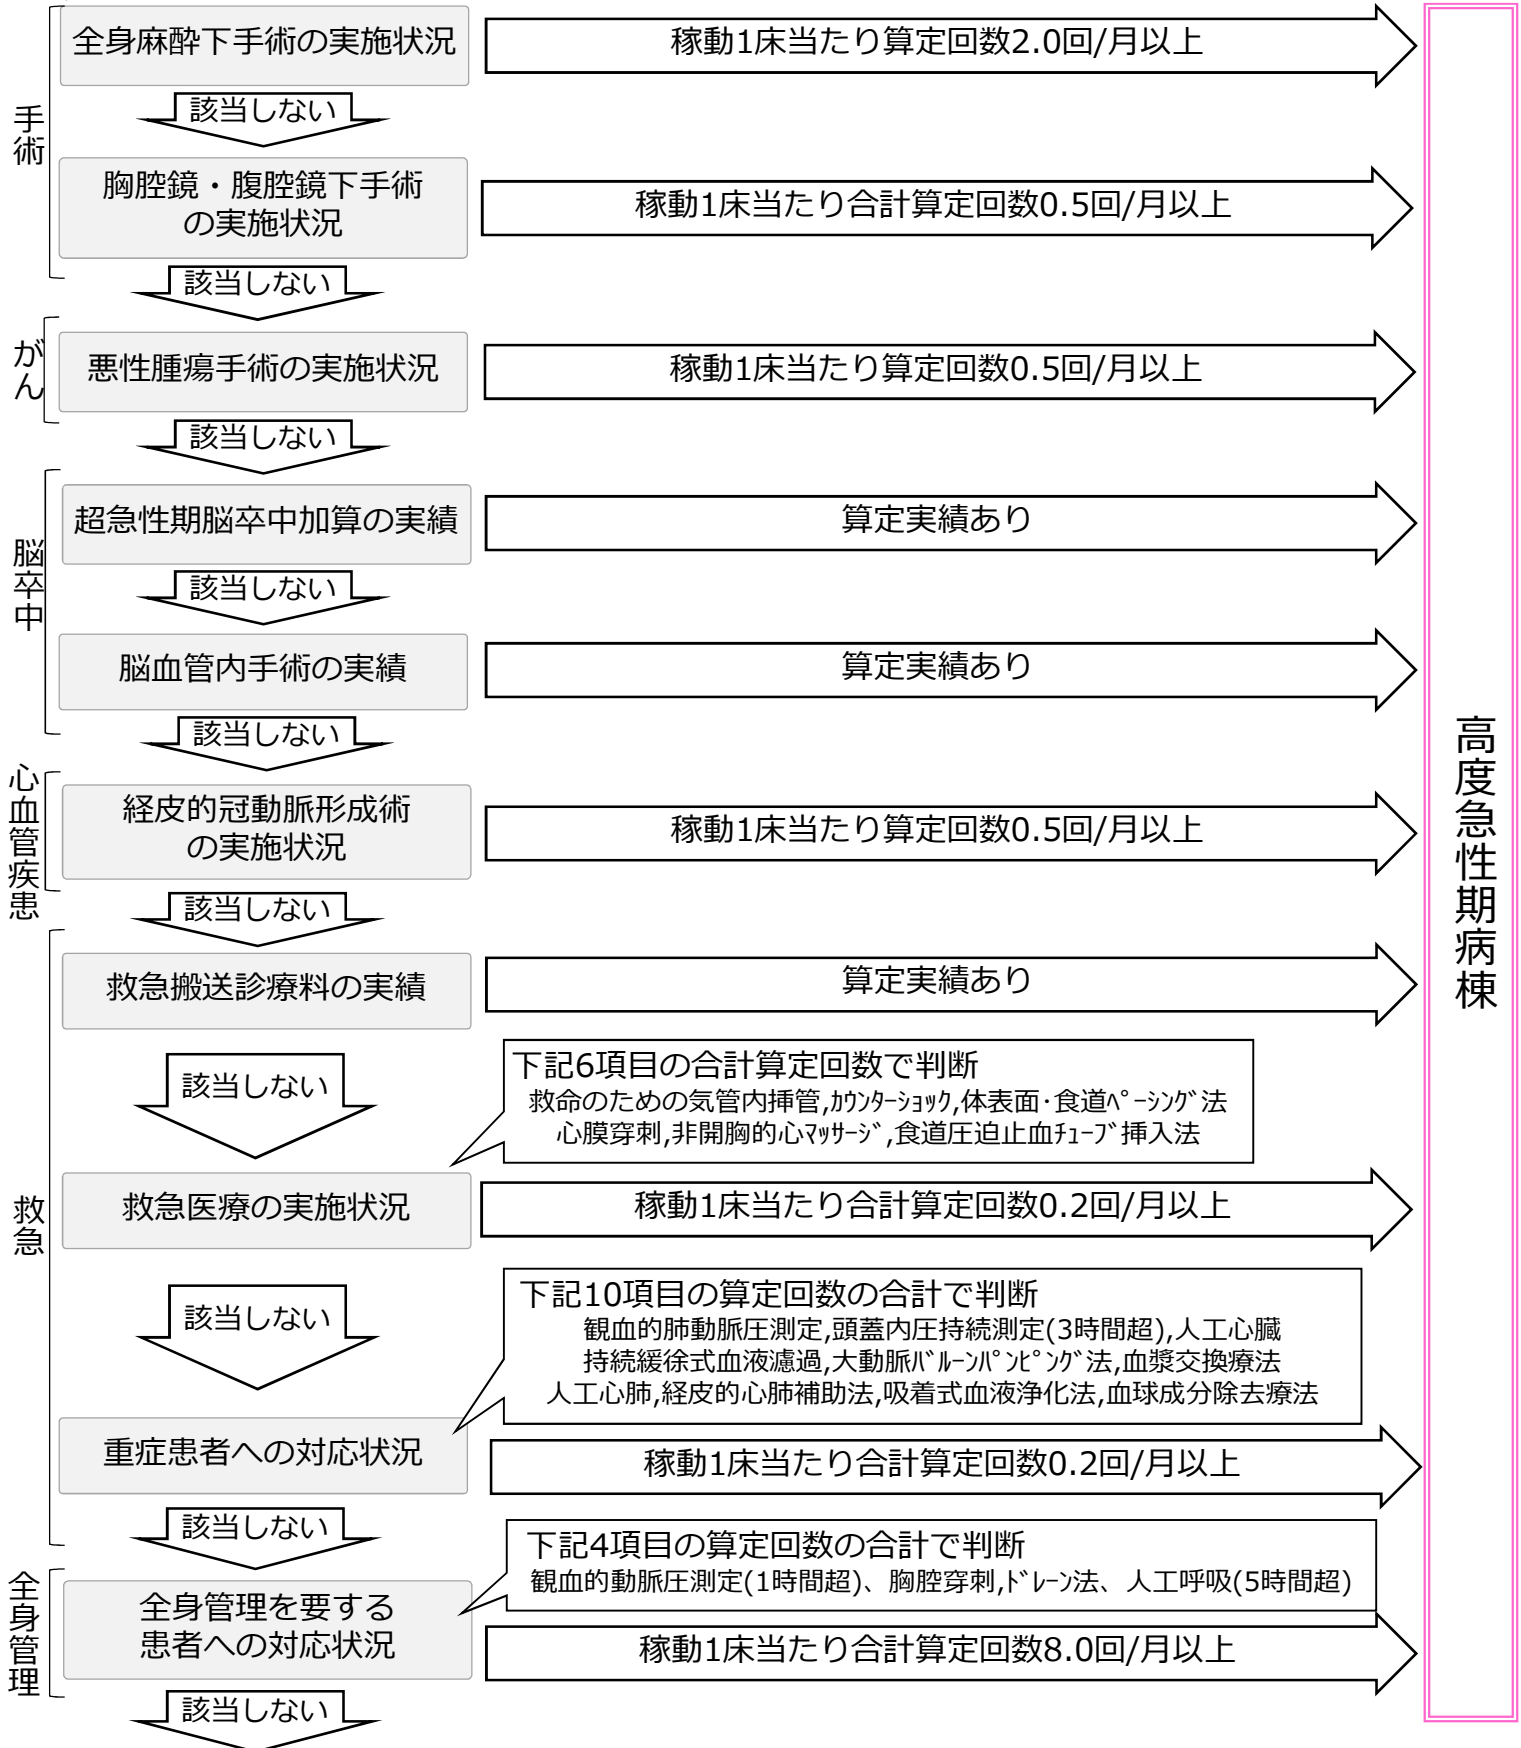 手術
全身麻酔下手術の実施状況
稼動1床当たり算定回数2.0回/月以上
該当しない
胸腔鏡・腹腔鏡下手術
の実施状況
稼動1床当たり合計算定回数0.5回/月以上
該当しない
がん
悪性腫瘍手術の実施状況
稼動1床当たり算定回数0.5回/月以上
該当しない
脳卒中
超急性期脳卒中加算の実績
算定実績あり
該当しない
脳血管内手術の実績
算定実績あり
該当しない
心血管疾患
経皮的冠動脈形成術
の実施状況
稼動1床当たり算定回数0.5回/月以上
該当しない
救急
救急搬送診療料の実績
算定実績あり
該当しない
下記6項目の合計算定回数で判断
救命のための気管内挿管,ｶｳﾝﾀｰｼｮｯｸ,体表面･食道ﾍﾟｰｼﾝｸﾞ法
心膜穿刺,非開胸的心ﾏｯｻｰｼﾞ,食道圧迫止血ﾁｭｰﾌﾞ挿入法
救急医療の実施状況
稼動1床当たり合計算定回数0.2回/月以上
該当しない
下記10項目の算定回数の合計で判断
観血的肺動脈圧測定,頭蓋内圧持続測定(3時間超),人工心臓
持続緩徐式血液濾過,大動脈ﾊﾞﾙｰﾝﾊﾟﾝﾋﾟﾝｸﾞ法,血漿交換療法
人工心肺,経皮的心肺補助法,吸着式血液浄化法,血球成分除去療法
重症患者への対応状況
稼動1床当たり合計算定回数0.2回/月以上
該当しない
全身管理
下記4項目の算定回数の合計で判断
観血的動脈圧測定(1時間超)、胸腔穿刺,ﾄﾞﾚｰﾝ法、人工呼吸(5時間超)
全身管理を要する
患者への対応状況
稼動1床当たり合計算定回数8.0回/月以上
該当しない
高度急性期病棟